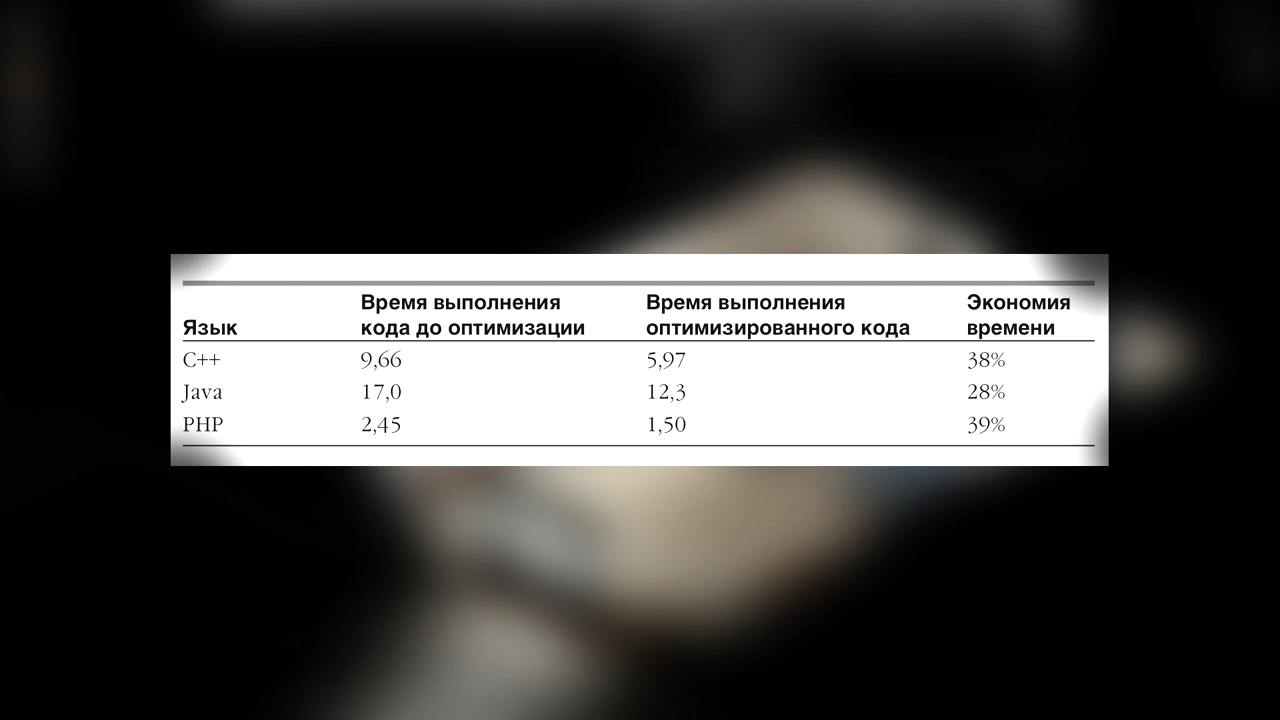 Язык Время выполнения кода до оптимизации Время выполнения оптимизированного кода Экономия времени
C++ 9,66 5,97 38%
Java 17,0 12,3 28%
PHP 2,45 1,50 39%